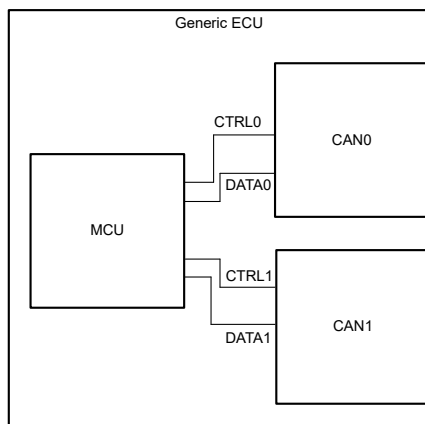 Generic ECU
CTRL0
CAN0
DATA0
MCU
CTRL1
CAN1
DATA1